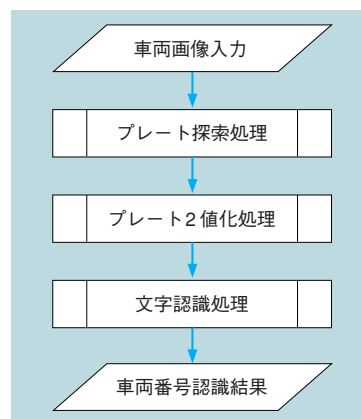 車両画像入力
プレート探索処理
プレート2値化処理
文字認識処理
車両番号認識結果